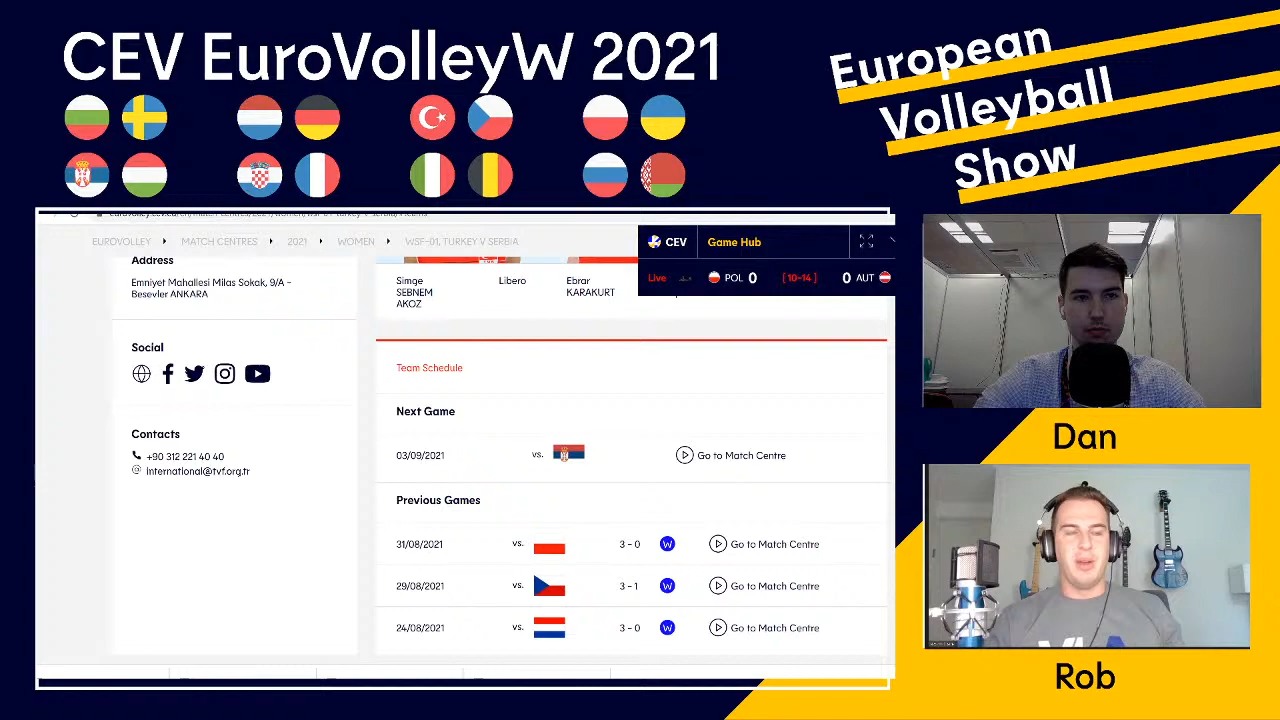 CEV EuroVolleyW 2021
European
Volleyball
Show
EUROVOLLEY MATCH CENTRES 2021 WOMEN WSF-01, TURKEY V SERBIA
CEV Game Hub
Live POL 0 [10-14] 0 AUT
Address
Emniyet Mahallesi Milas Sokak, 9/A -
Besevler ANKARA
Simge
SEBNEM
AKOZ
Libero
Ebrar
KARAKURT
Social
Team Schedule
Next Game
Contacts
+90 312 221 40 40
international@tvf.org.tr
03/09/2021 vs. Go to Match Centre
Previous Games
31/08/2021 vs. 3 - 0 W Go to Match Centre
29/08/2021 vs. 3 - 1 W Go to Match Centre
24/08/2021 vs. 3 - 0 W Go to Match Centre
Dan
Rob